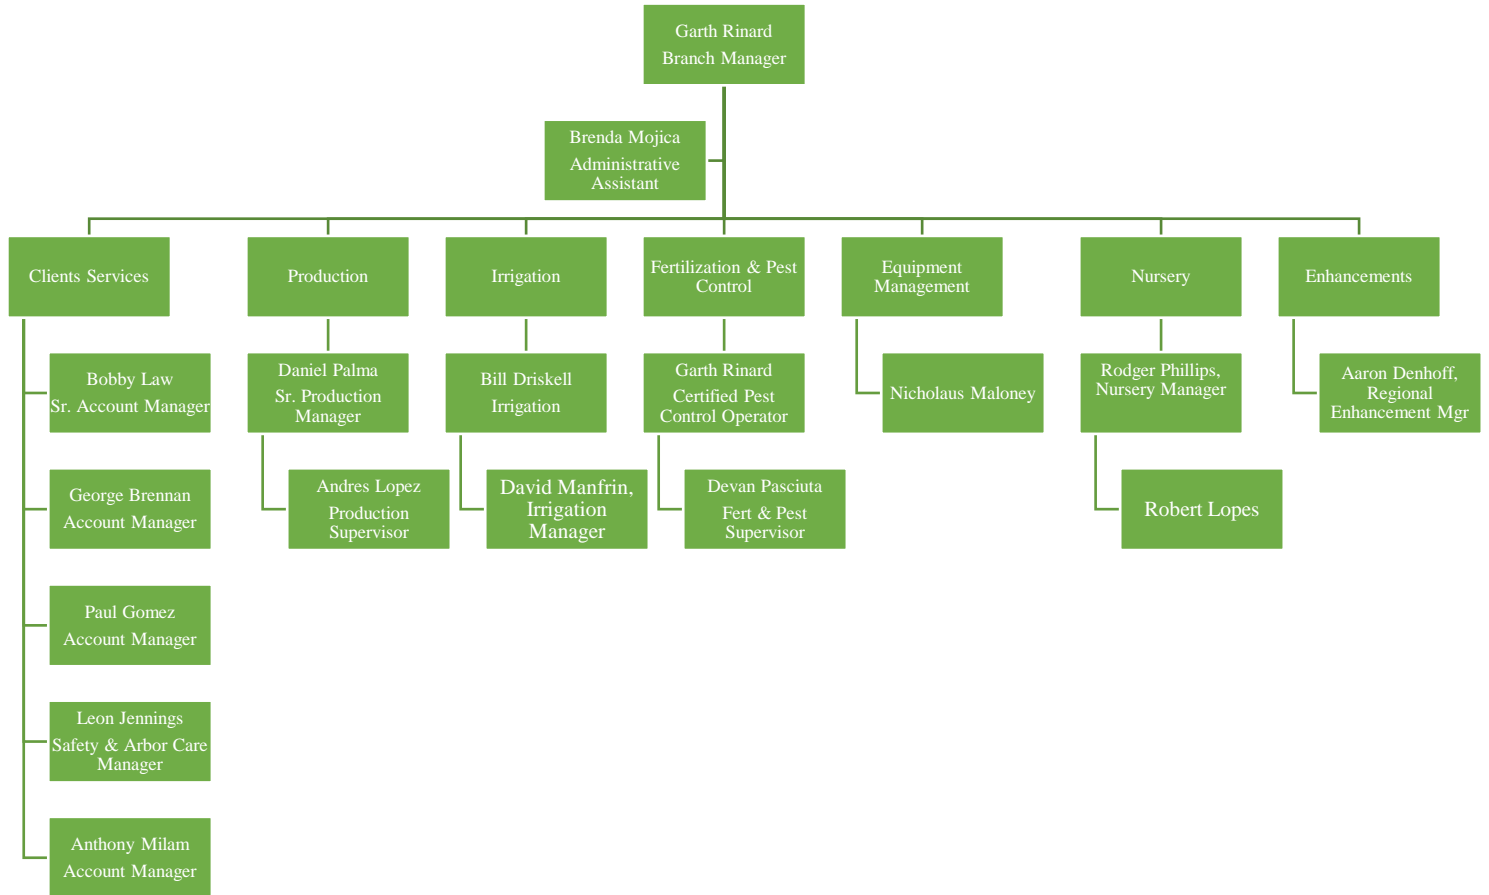 Garth Rinard
Branch Manager
Brenda Mojica
Administrative
Assistant
Clients Services
Production
Irrigation
Fertilization & Pest
Control
Equipment
Management
Nursery
Enhancements
Bobby Law
Sr. Account Manager
George Brennan
Account Manager
Paul Gomez
Account Manager
Leon Jennings
Safety & Arbor Care
Manager
Anthony Milam
Account Manager
Daniel Palma
Sr. Production
Manager
Andres Lopez
Production
Supervisor
Bill Driskell
Irrigation
David Manfrin,
Irrigation
Manager
Garth Rinard
Certified Pest
Control Operator
Devan Pasciuta
Fert & Pest
Supervisor
Nicholaus Maloney
Rodger Phillips,
Nursery Manager
Robert Lopes
Aaron Denhoff,
Regional
Enhancement Mgr